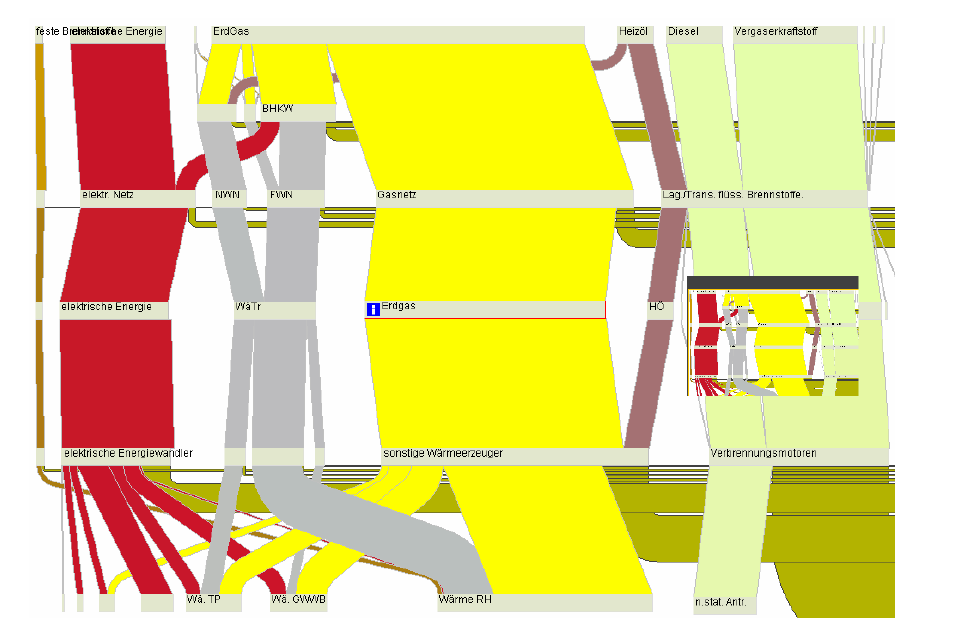 feste Brennstoffe elektrische Energie ErdGas Heizöl Diesel Vergaserkraftstoff
BHKW
elektr. Netz NWN FWN Gasnetz Lag./Trans. flüss. Brennstoffe.
elektrische Energie WäTr Erdgas HÖ
elektrische Energiewandler sonstige Wärmeerzeuger Verbrennungsmotoren
Wä. TP Wä. GWWB Wärme RH n.stat. Antr.